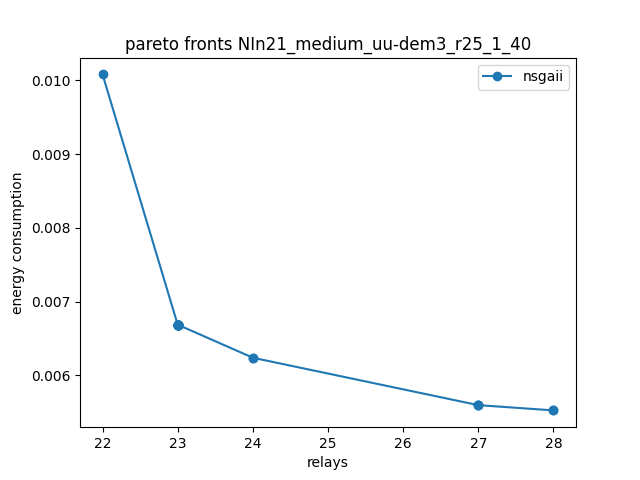 pareto fronts NIn21_medium_uu-dem3_r25_1_40
nsgaii
0.010
0.009
0.008
0.007
0.006
energy consumption
22 23 24 25 26 27 28
relays